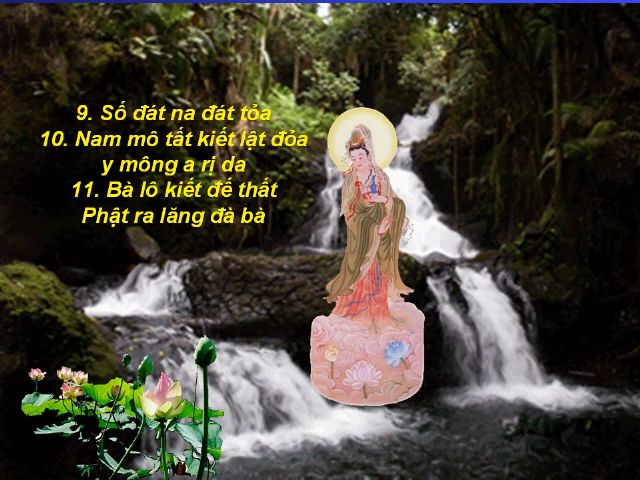 9. Số đát na đát tỏa
10. Nam mô tất kiết lật đỏa
y mông a rị da
11. Bà lô kiết đế thất
Phật ra lăng đà bà